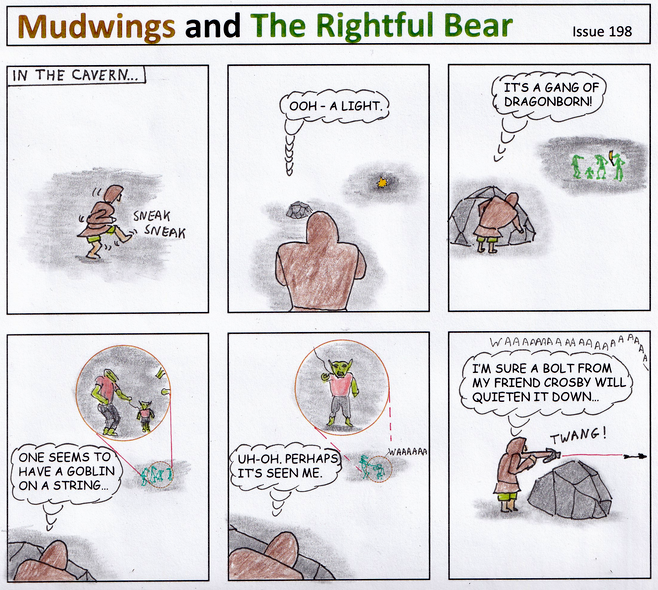 Mudwings and The Rightful Bear
Issue 198
IN THE CAVERN...
SNEAK
SNEAK
OOH - A LIGHT.
IT'S A GANG OF
DRAGONBORN!
ONE SEEMS TO
HAVE A GOBLIN
ON A STRING...
UH-OH. PERHAPS
IT'S SEEN ME.
WAAAAAA
WAAAAARAAAAAAAAAAAAAA
I'M SURE A BOLT FROM
MY FRIEND CROSBY WILL
QUIETEN IT DOWN...
TWANG!